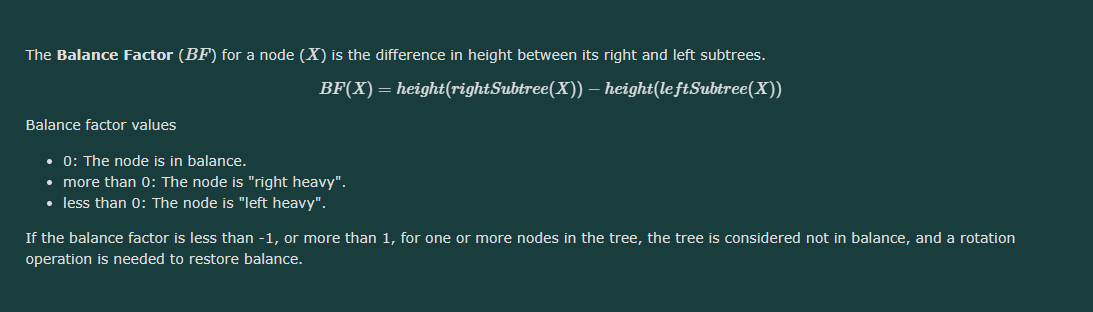 The Balance Factor (BF) for a node (X) is the difference in height between its right and left subtrees.
BF(X) = height(rightSubtree(X)) − height(leftSubtree(X))
Balance factor values
• 0: The node is in balance.
• more than 0: The node is "right heavy".
• less than 0: The node is "left heavy".
If the balance factor is less than -1, or more than 1, for one or more nodes in the tree, the tree is considered not in balance, and a rotation
operation is needed to restore balance.